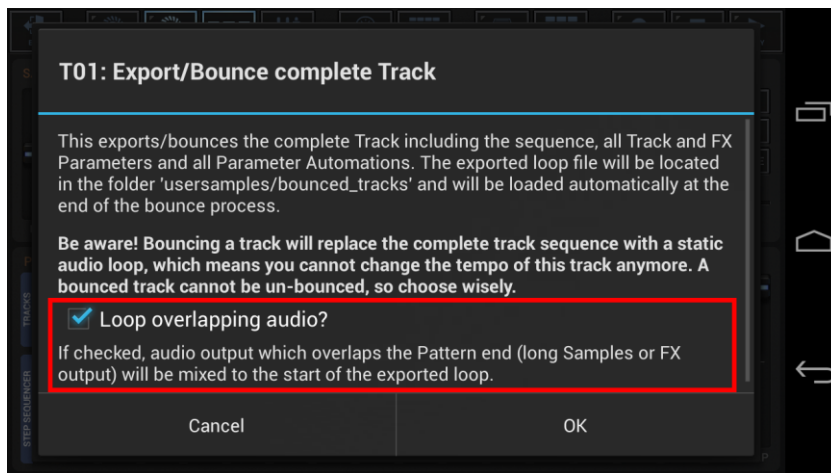 T01: Export/Bounce complete Track
This exports/bounces the complete Track including the sequence, all Track and FX
Parameters and all Parameter Automations. The exported loop file will be located
in the folder 'usersamples/bounced_tracks' and will be loaded automatically at the
end of the bounce process.
Be aware! Bouncing a track will replace the complete track sequence with a static
audio loop, which means you cannot change the tempo of this track anymore. A
bounced track cannot be un-bounced, so choose wisely.
Loop overlapping audio?
If checked, audio output which overlaps the Pattern end (long Samples or FX
output) will be mixed to the start of the exported loop.
Cancel
OK
TRACKS
STEP SEQUENCER